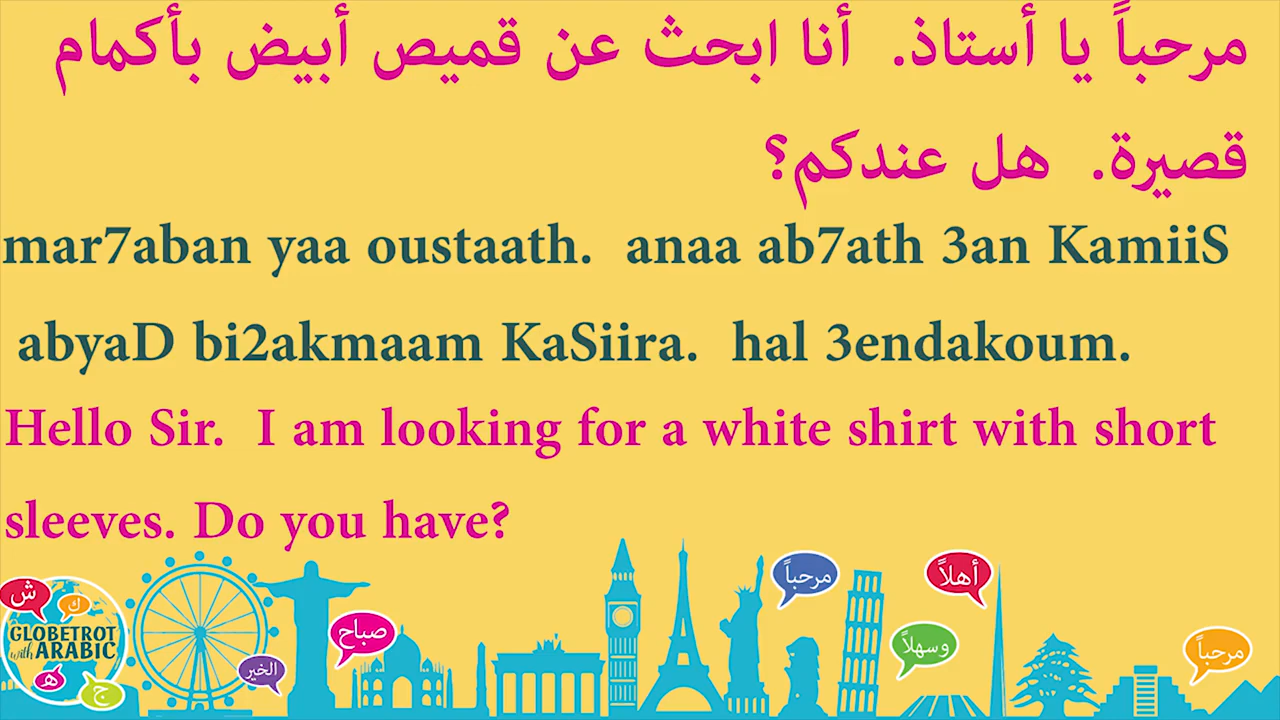 مرحباً يا أستاذ. أنا ابحث عن قميص أبيض بأكمام
قصيرة. هل عندكم؟
mar7aban yaa oustaath. anaa ab7ath 3an KamiiS
abyaD bi2akmaam KaSiira. hal 3endakoum.
Hello Sir. I am looking for a white shirt with short
sleeves. Do you have?
ش
ك
GLOBETROT
with ARABIC
ه
ج
الخير
صباح
مرحباً
أهلاً
وسهلاً
مرحباً